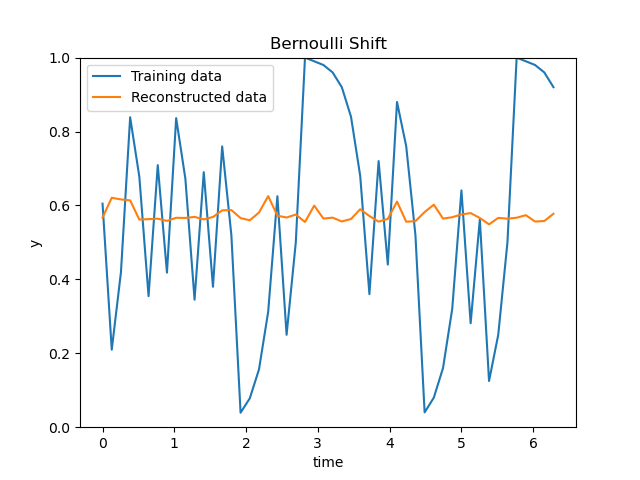 Bernoulli Shift
Training data
Reconstructed data
1.0
0.8
0.6
0.4
0.2
0.0
y
0 1 2 3 4 5 6
time